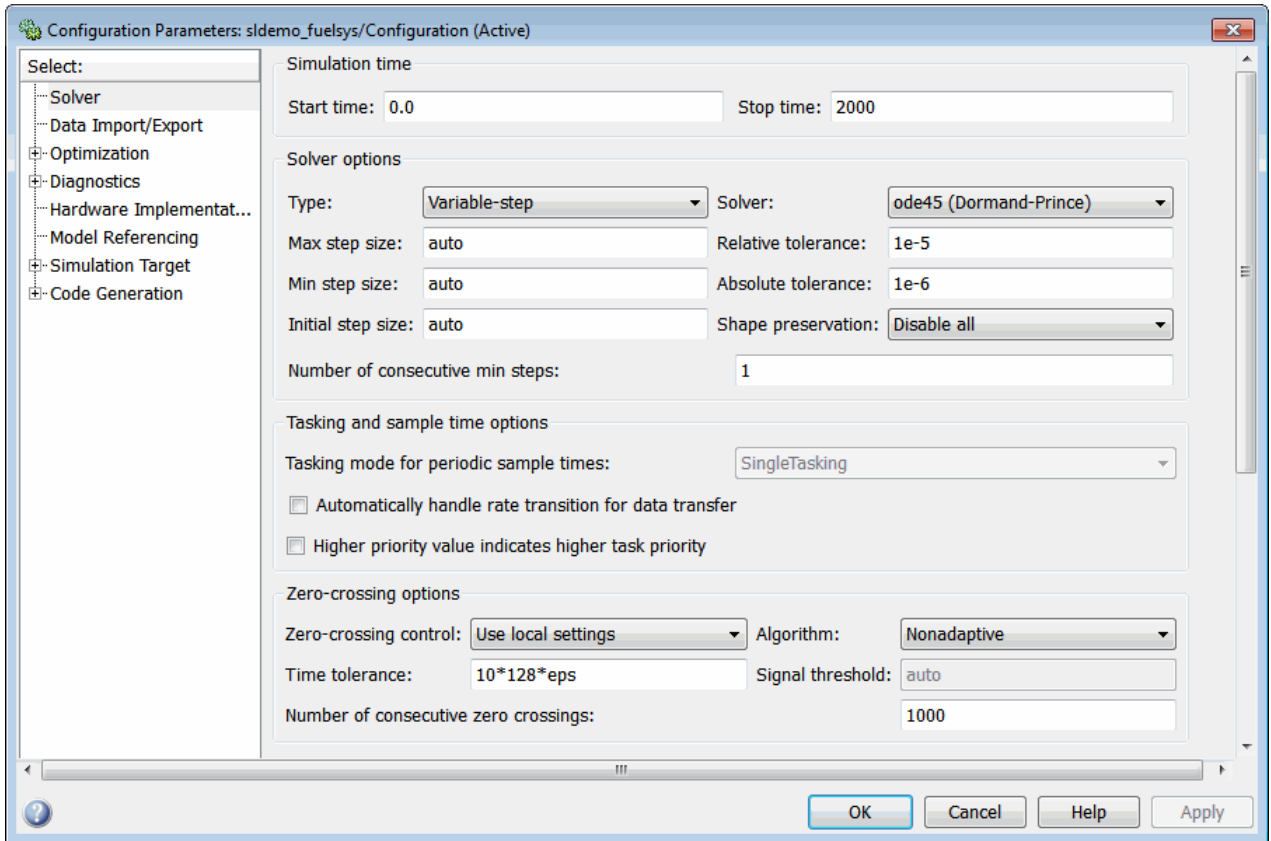 Configuration Parameters: sldemo_fuelsys/Configuration (Active)
Select:
Solver
Data Import/Export
Optimization
Diagnostics
Hardware Implementat...
Model Referencing
Simulation Target
Code Generation
Simulation time
Start time: 0.0 Stop time: 2000
Solver options
Type: Variable-step Solver: ode45 (Dormand-Prince)
Max step size: auto Relative tolerance: 1e-5
Min step size: auto Absolute tolerance: 1e-6
Initial step size: auto Shape preservation: Disable all
Number of consecutive min steps: 1
Tasking and sample time options
Tasking mode for periodic sample times: SingleTasking
Automatically handle rate transition for data transfer
Higher priority value indicates higher task priority
Zero-crossing options
Zero-crossing control: Use local settings Algorithm: Nonadaptive
Time tolerance: 10*128*eps Signal threshold: auto
Number of consecutive zero crossings: 1000
OK Cancel Help Apply